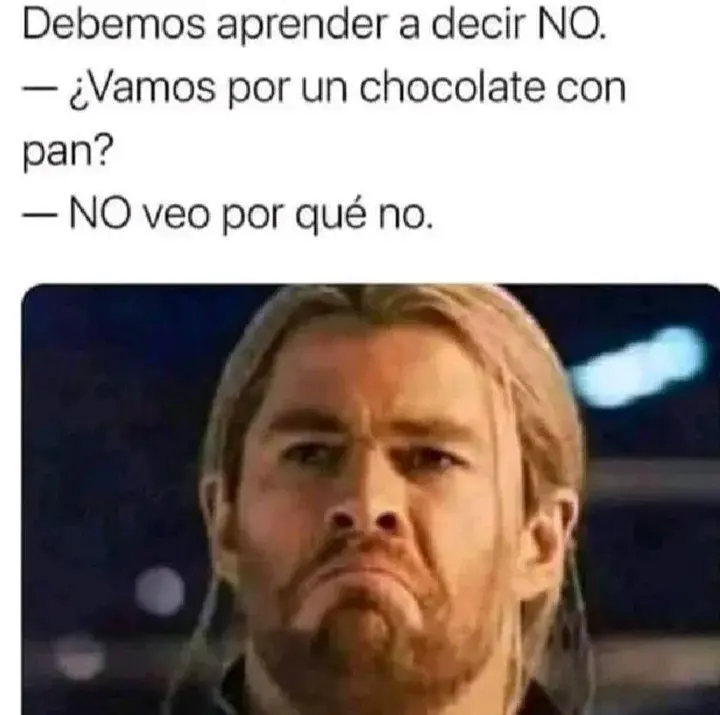 Debemos aprender a decir NO.
— ¿Vamos por un chocolate con
pan?
— NO veo por qué no.